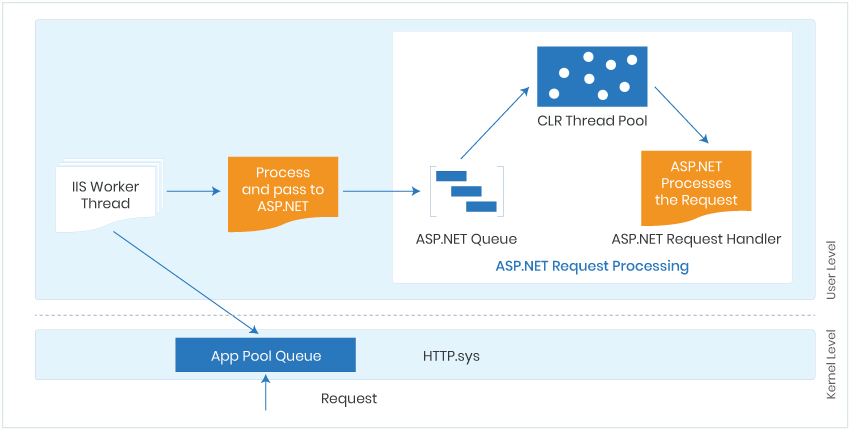 CLR Thread Pool
IIS Worker
Thread
Process
and pass to
ASP.NET
ASP.NET
Processes
the Request
ASP.NET Queue
ASP.NET Request Handler
ASP.NET Request Processing
User Level
App Pool Queue
HTTP.sys
Kernel Level
Request